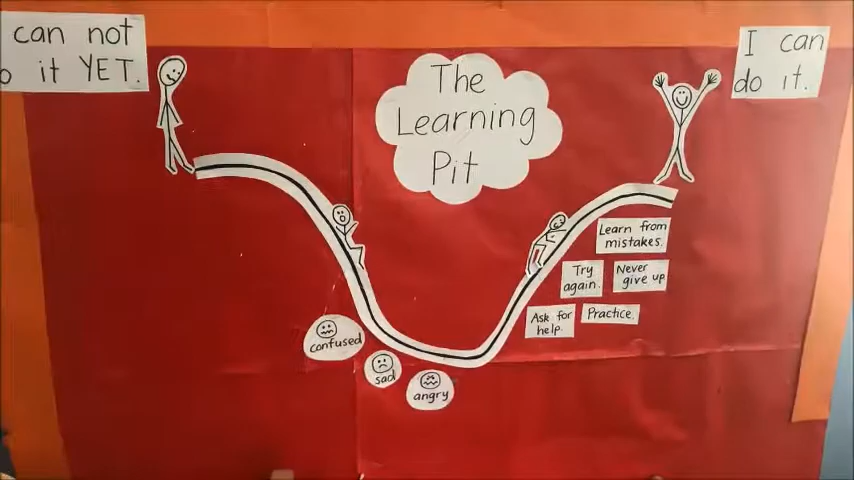 can not
it YET.
The
Learning
Pit
I can
do it.
Learn from
mistakes.
Try
again.
Never
give up
Ask for
help.
Practice.
confused
sad
angry